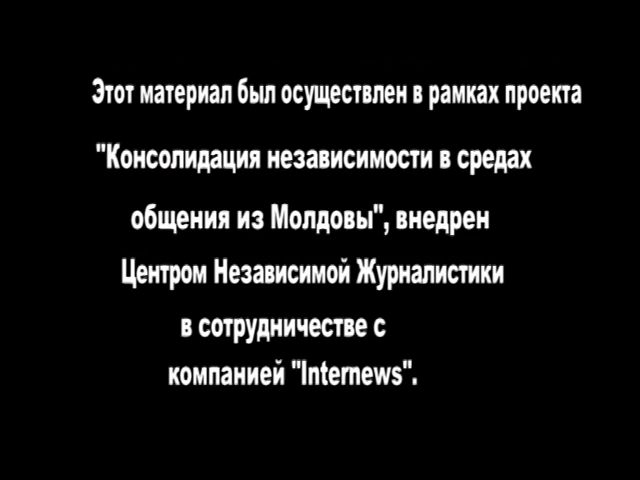 Этот материал был осуществлен в рамках проекта
"Консолидация независимости в средах
общения из Молдовы", внедрен
Центром Независимой Журналистики
в сотрудничестве с
компанией "Internews".